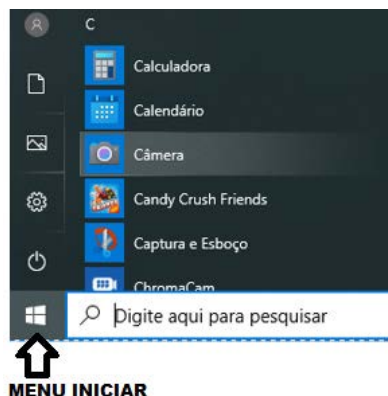 C
Calculadora
Calendário
Câmera
Candy Crush Friends
Captura e Esboço
ChromaCam
Digite aqui para pesquisar
MENU INICIAR